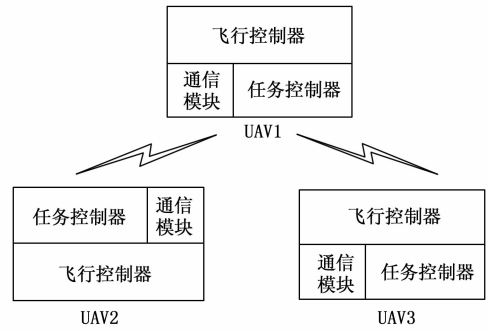 飞行控制器
通信
模块
任务控制器
UAV1
任务控制器
通信
模块
飞行控制器
UAV2
飞行控制器
通信
模块
任务控制器
UAV3